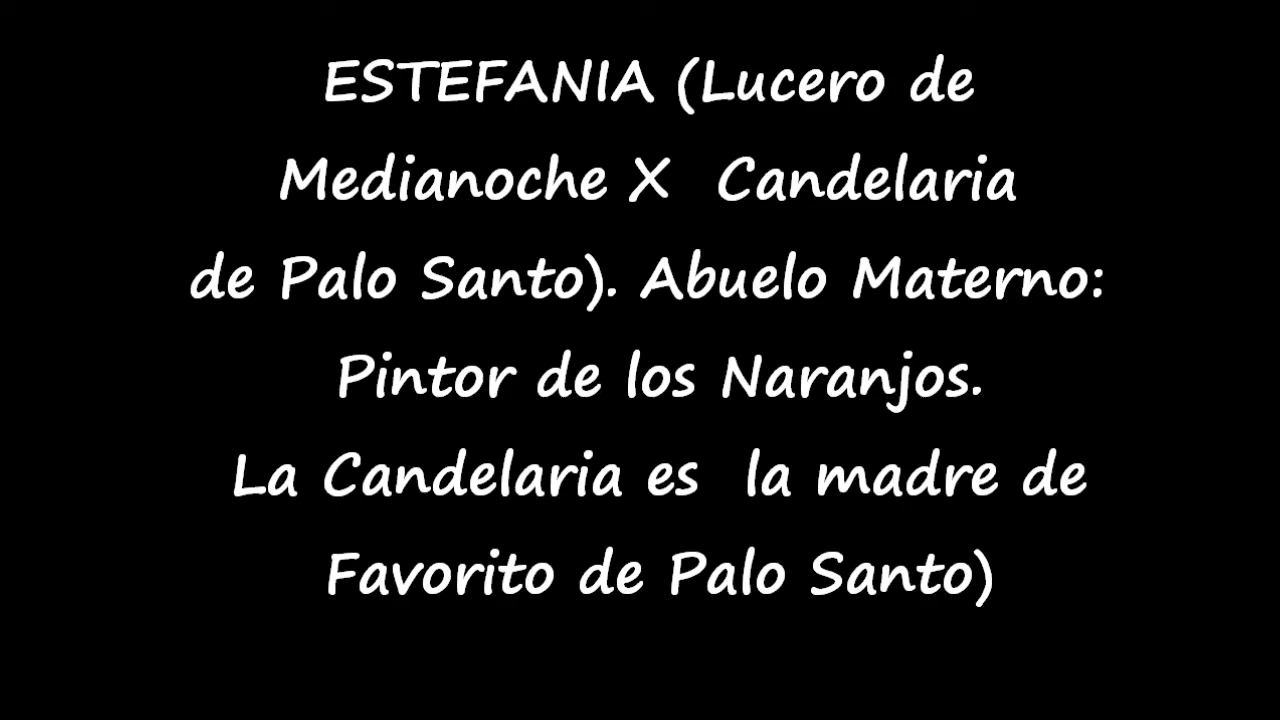 ESTEFANIA (Lucero de
Medianoche X Candelaria
de Palo Santo). Abuelo Materno:
Pintor de los Naranjos.
La Candelaria es la madre de
Favorito de Palo Santo)